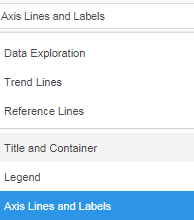 Axis Lines and Labels
Data Exploration
Trend Lines
Reference Lines
Title and Container
Legend
Axis Lines and Labels